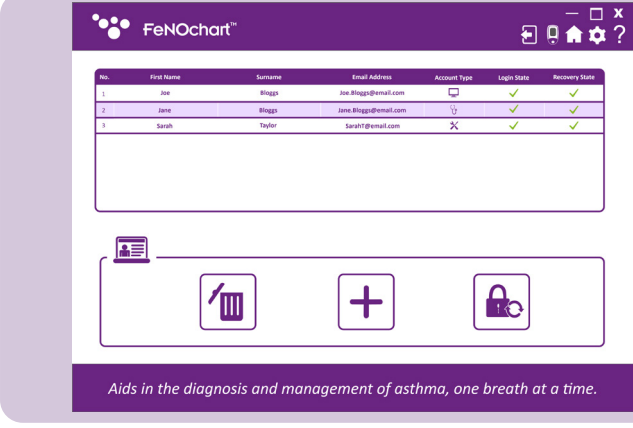 FeNOchart™
No. First Name Surname Email Address Account Type Login State Recovery State
1 Joe Bloggs Joe.Bloggs@email.com
2 Jane Bloggs Jane.Bloggs@email.com
3 Sarah Taylor SarahT@email.com
Aids in the diagnosis and management of asthma, one breath at a time.